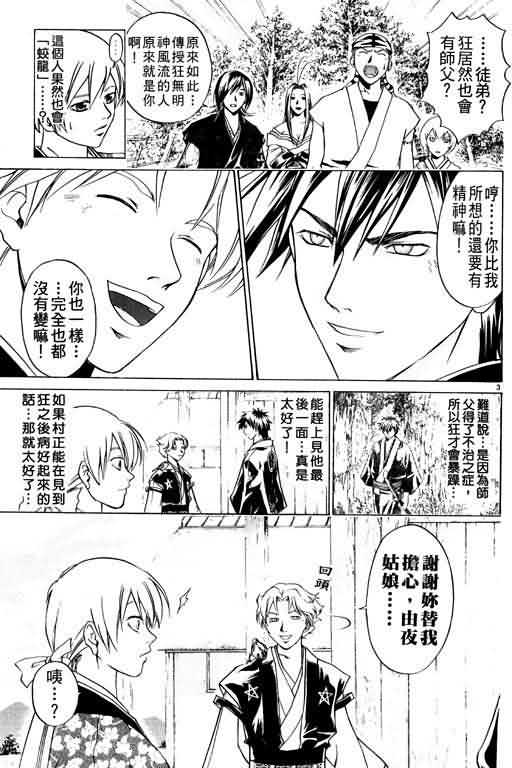 ……徒弟?
狂居然也會
有師父?
原來如此…
傳授狂無明
神風流的人
原來就是你
啊!
……
這個人果然也會
「蛟龍」……。
哼……你比我
所想的還要有
精神嘛!
你也一樣…
…完全也都
沒有變嘛!
3
難道說…是因為師
父得了不治之症,
所以狂才會暴躁…
能趕上見他最
後一面…真是
太好了!
如果村正能在見到
狂之後病好起來的
話…那就太好了…
謝謝妳替我
擔心,由夜
姑娘……
回頭
咦
…?